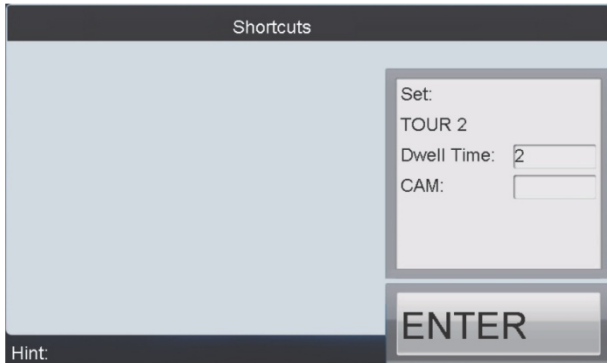 Shortcuts
Set:
TOUR 2
Dwell Time: 2
CAM:
ENTER
Hint: